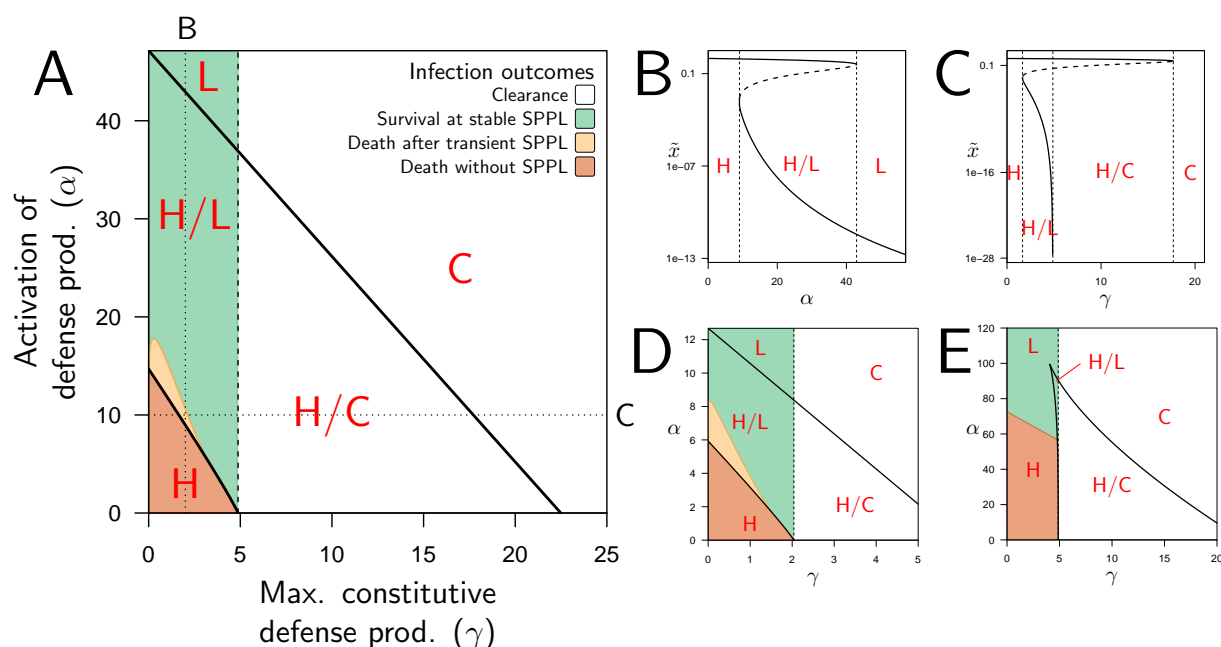 A
B
Infection outcomes
Clearance
Survival at stable SPPL
Death after transient SPPL
Death without SPPL
L
H/L
C
H/C
H
C
0
10
20
30
40
0
5
10
15
20
25
Activation of
defense prod. (α)
Max. constitutive
defense prod. (γ)
B
0.1
1e−07
1e−13
x̃
H
H/L
L
0
20
40
α
C
0.1
1e−16
1e−28
x̃
H
H/C
C
H/L
0
10
20
γ
D
12
10
8
6
4
2
0
α
L
C
H/L
H/C
H
0
1
2
3
4
5
γ
E
120
100
80
60
40
20
0
α
L
H/L
C
H
H/C
0
5
10
15
20
γ